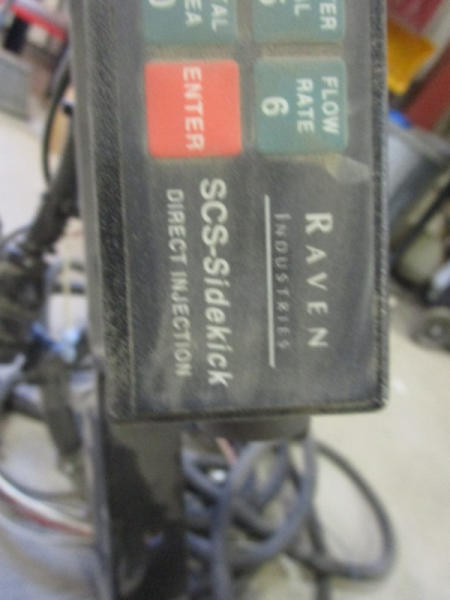 FLOW
RATE
6
ENTER
RAVEN
INDUSTRIES
SCS-Sidekick
DIRECT INJECTION